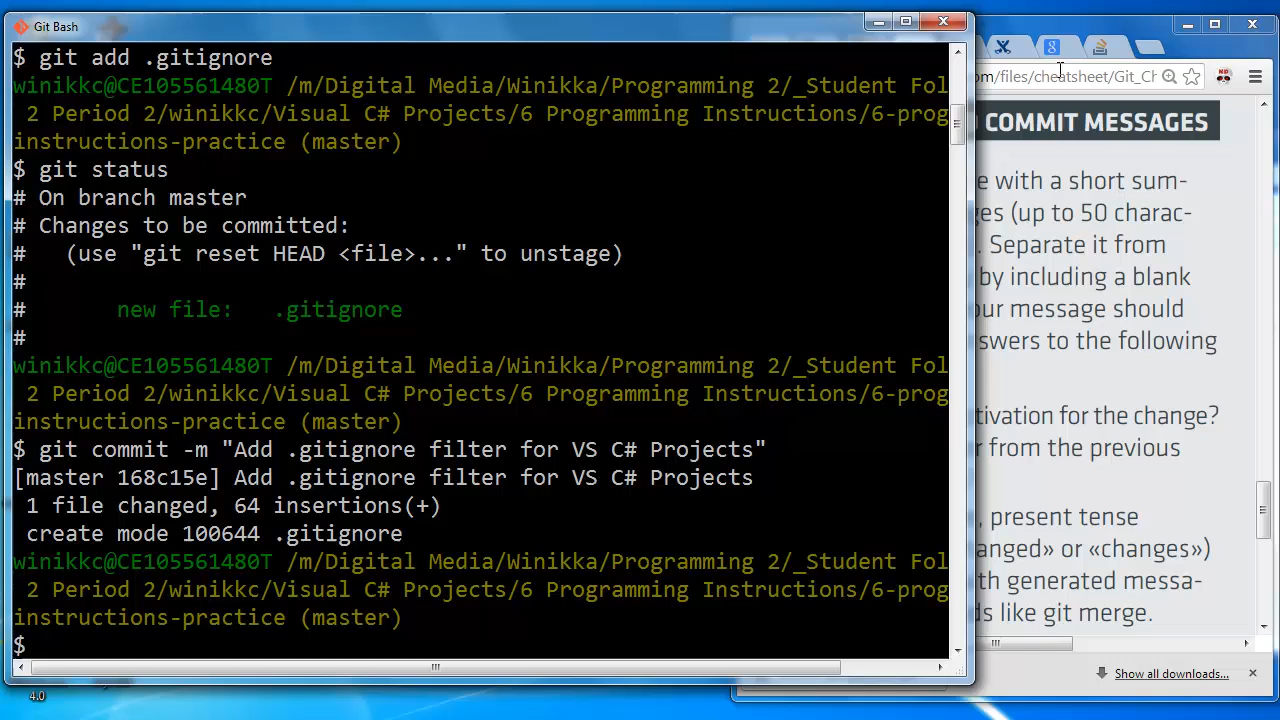 Git Bash
$ git add .gitignore
winikkc@CE105561480T /m/Digital Media/Winikka/Programming 2/_Student Fol
2 Period 2/winikkc/Visual C# Projects/6 Programming Instructions/6-prog
instructions-practice (master)
$ git status
# On branch master
# Changes to be committed:
#   (use "git reset HEAD <file>..." to unstage)
#
#       new file:   .gitignore
#
winikkc@CE105561480T /m/Digital Media/Winikka/Programming 2/_Student Fol
2 Period 2/winikkc/Visual C# Projects/6 Programming Instructions/6-prog
instructions-practice (master)
$ git commit -m "Add .gitignore filter for VS C# Projects"
[master 168c15e] Add .gitignore filter for VS C# Projects
1 file changed, 64 insertions(+)
create mode 100644 .gitignore
winikkc@CE105561480T /m/Digital Media/Winikka/Programming 2/_Student Fol
2 Period 2/winikkc/Visual C# Projects/6 Programming Instructions/6-prog
instructions-practice (master)
$
4.0
om/files/cheatsheet/Git_Ch
COMMIT MESSAGES
e with a short sum-
ges (up to 50 charac-
. Separate it from
by including a blank
our message should
swers to the following
tivation for the change?
r from the previous
, present tense
anged» or «changes»)
th generated messa-
ds like git merge.
Show all downloads...